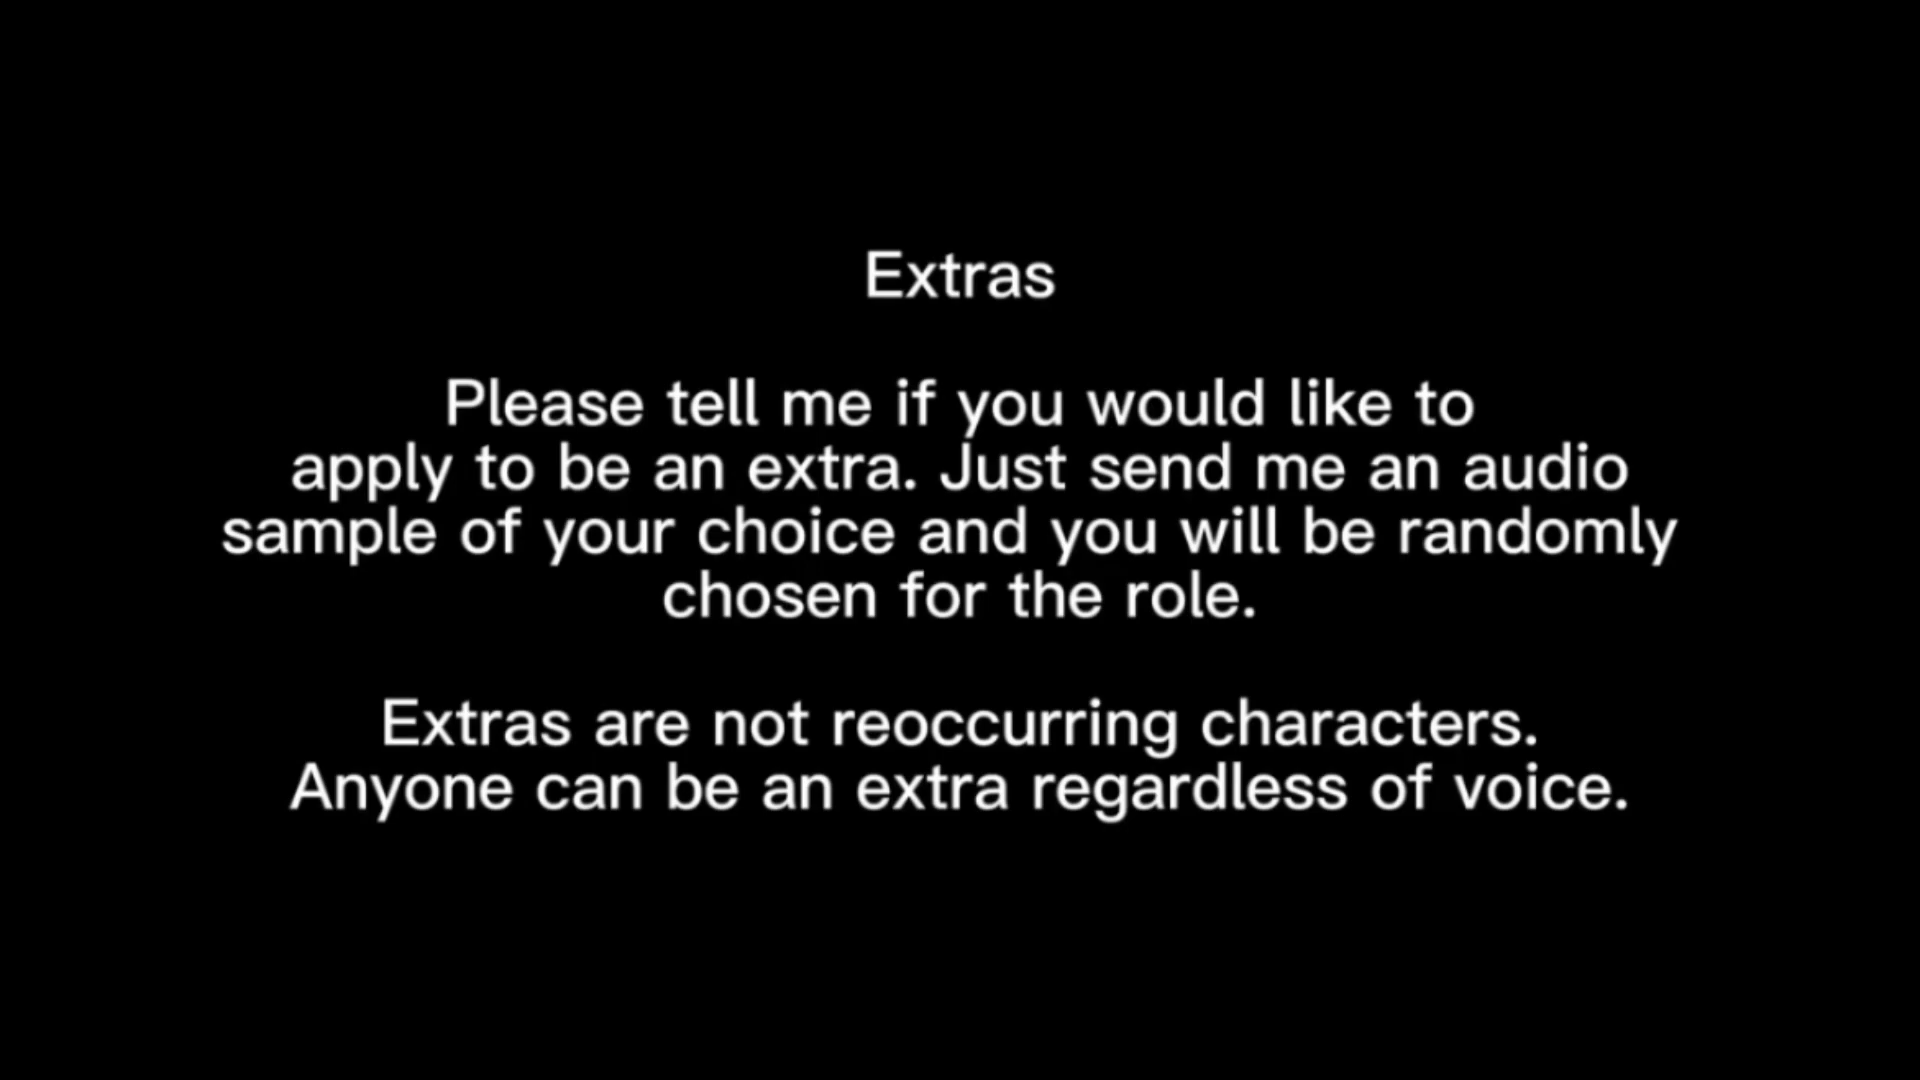 Extras
Please tell me if you would like to
apply to be an extra. Just send me an audio
sample of your choice and you will be randomly
chosen for the role.
Extras are not reoccurring characters.
Anyone can be an extra regardless of voice.